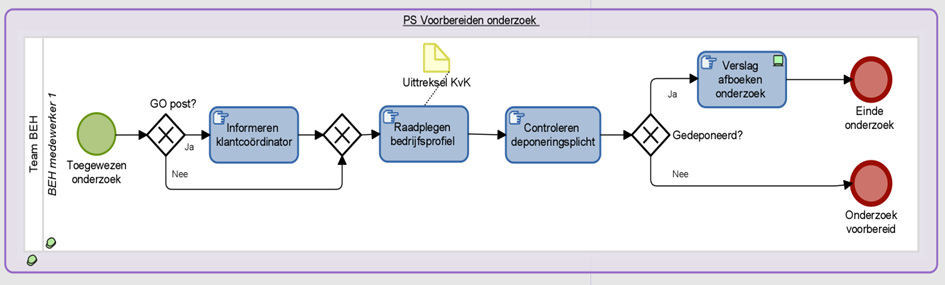 PS Voorbereiden onderzoek
Team BEH
BEH medewerker 1
Toegewezen
onderzoek
GO post?
Ja
Nee
Informeren
klantcoördinator
Uittreksel KvK
Raadplegen
bedrijfsprofiel
Controleren
deponeringsplicht
Gedeponeerd?
Ja
Nee
Verslag
afboeken
onderzoek
Einde
onderzoek
Onderzoek
voorbereid